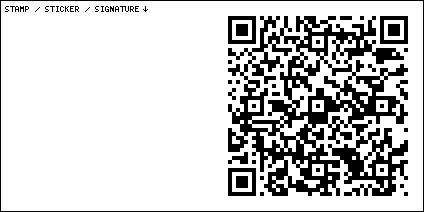 STAMP / STICKER / SIGNATURE ↓